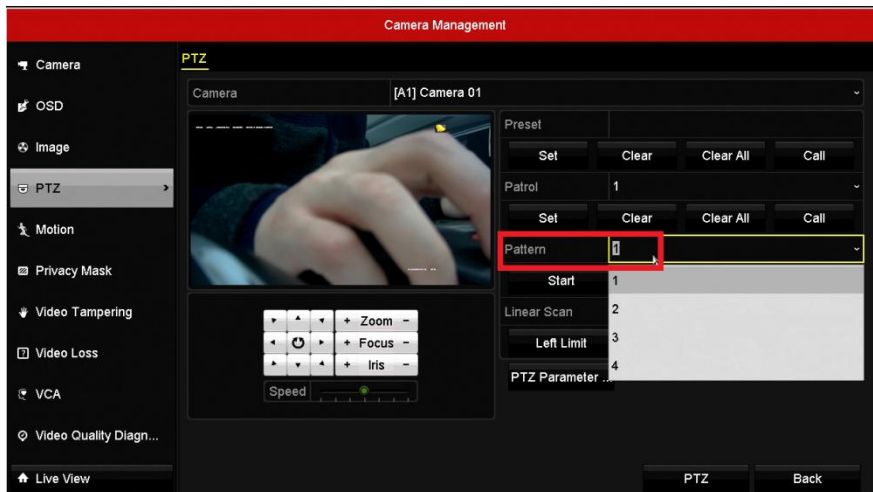 Camera Management
Camera
OSD
Image
PTZ
Motion
Privacy Mask
Video Tampering
Video Loss
VCA
Video Quality Diagn...
Live View
PTZ
Camera [A1] Camera 01
Preset
Set Clear Clear All Call
Patrol 1
Set Clear Clear All Call
Pattern 1
Start
1
2
3
4
Linear Scan
Left Limit
PTZ Parameter ...
+ Zoom -
+ Focus -
+ Iris -
Speed
PTZ Back